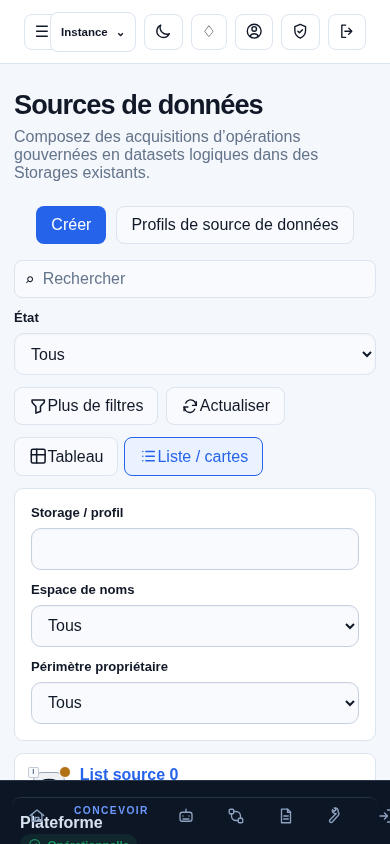 Instance
Sources de données
Composez des acquisitions d’opérations
gouvernées en datasets logiques dans des
Storages existants.
Créer
Profils de source de données
Rechercher
État
Tous
Plus de filtres
Actualiser
Tableau
Liste / cartes
Storage / profil
Espace de noms
Tous
Périmètre propriétaire
Tous
List source 0
CONCEVOIR
Plateforme
Opérationnelle